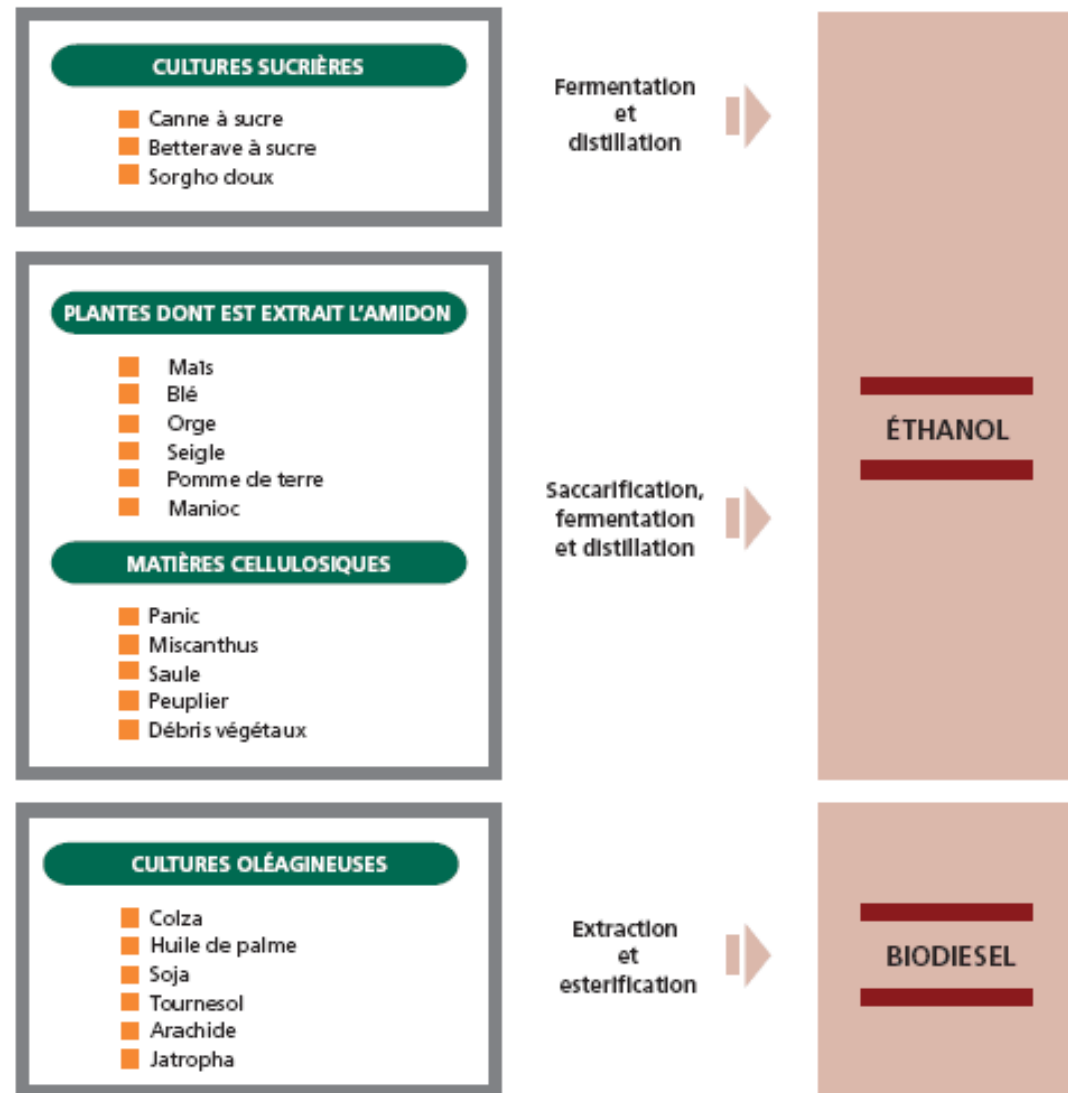 CULTURES SUCRIÈRES
Canne à sucre
Betterave à sucre
Sorgho doux
Fermentation
et
distillation
PLANTES DONT EST EXTRAIT L'AMIDON
Maïs
Blé
Orge
Seigle
Pomme de terre
Manioc
MATIÈRES CELLULOSIQUES
Panic
Miscanthus
Saule
Peuplier
Débris végétaux
Saccarification,
fermentation
et distillation
ÉTHANOL
CULTURES OLÉAGINEUSES
Colza
Huile de palme
Soja
Tournesol
Arachide
Jatropha
Extraction
et
esterification
BIODIESEL